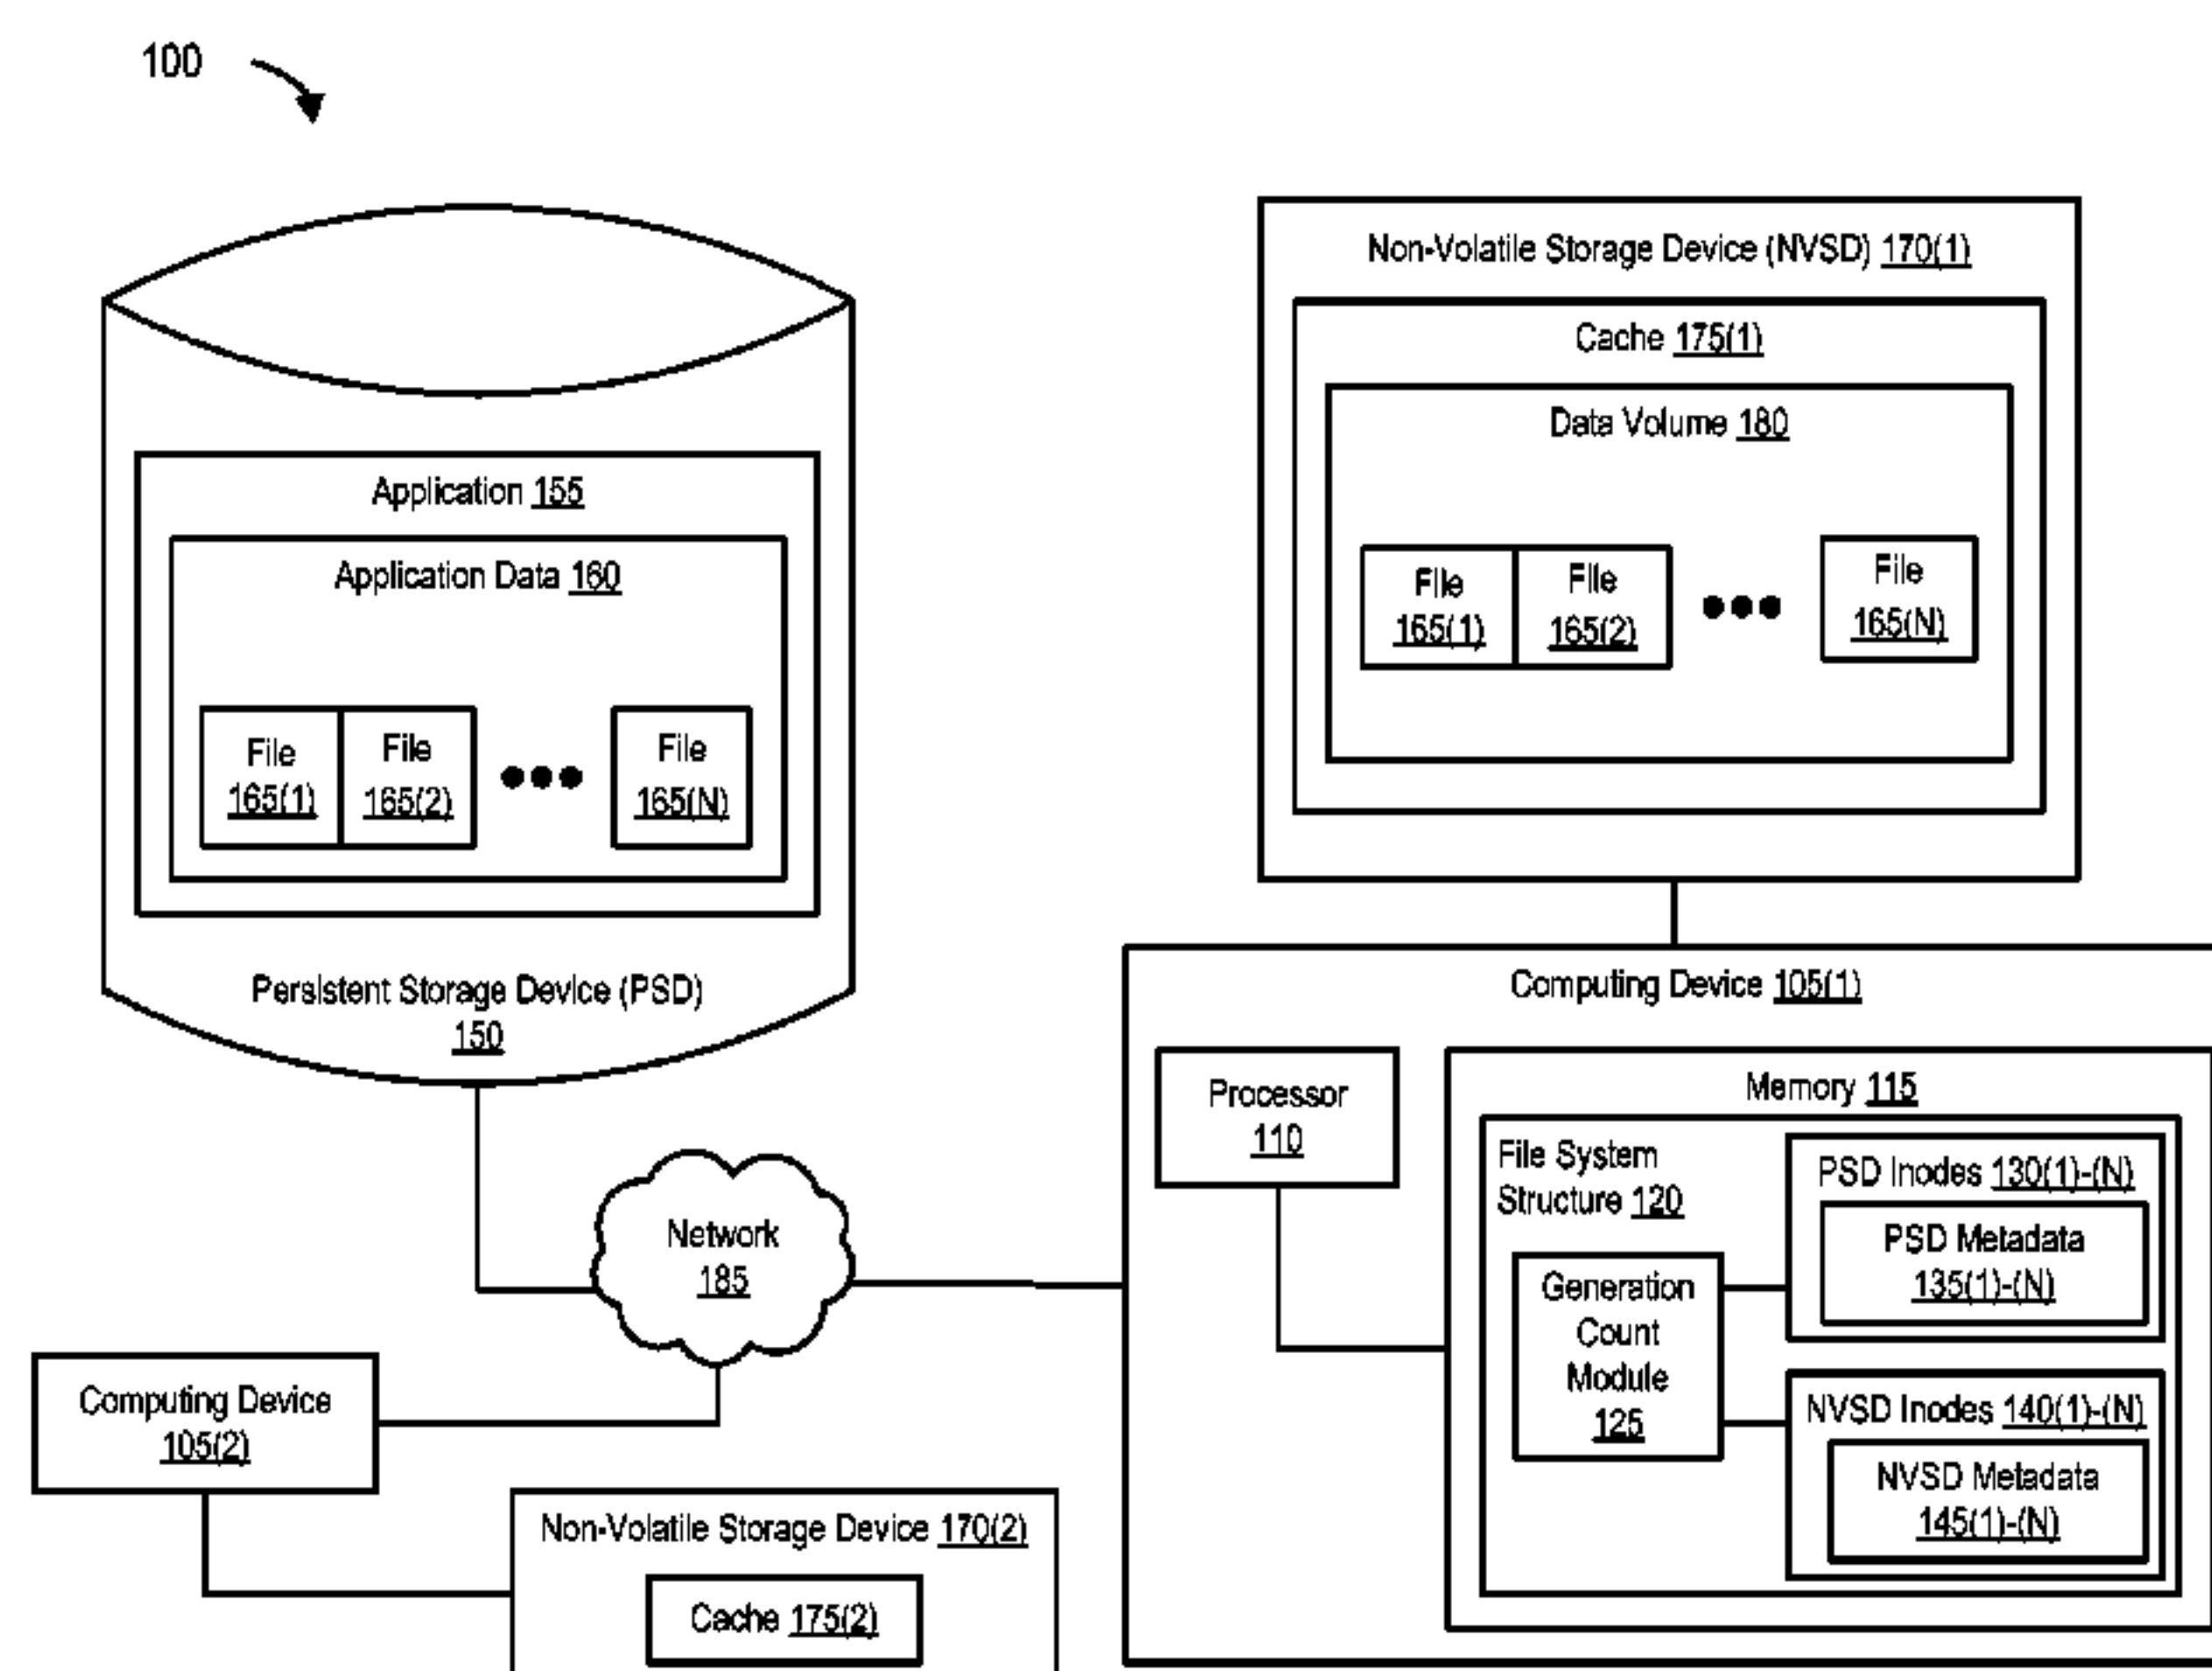 100
Application 155
Application Data 160
File
165(1)
File
165(2)
File
165(N)
Persistent Storage Device (PSD)
150
Non-Volatile Storage Device (NVSD) 170(1)
Cache 175(1)
Data Volume 180
File
165(1)
File
165(2)
File
165(N)
Computing Device 105(1)
Processor
110
Memory 115
File System
Structure 120
Generation
Count
Module
125
PSD Inodes 130(1)-(N)
PSD Metadata
135(1)-(N)
NVSD Inodes 140(1)-(N)
NVSD Metadata
145(1)-(N)
Network
185
Computing Device
105(2)
Non-Volatile Storage Device 170(2)
Cache 175(2)